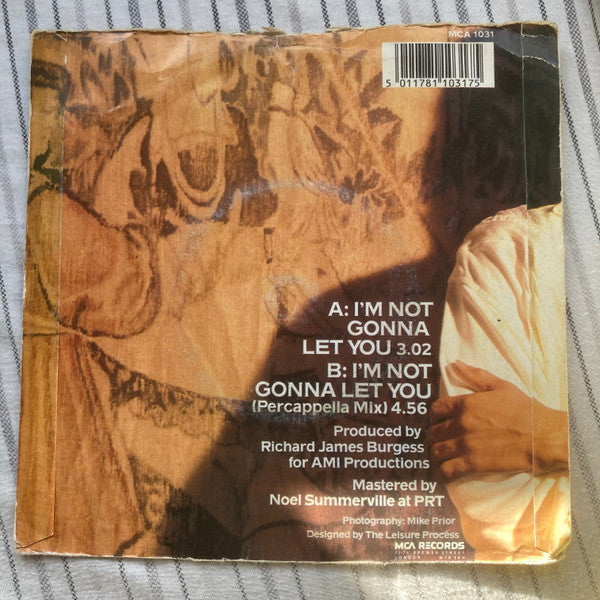 MCA 1031
5 011781 103175
A: I'M NOT
GONNA
LET YOU 3.02
B: I'M NOT
GONNA LET YOU
(Percappella Mix) 4.56
Produced by
Richard James Burgess
for AMI Productions
Mastered by
Noel Summerville at PRT
Photography: Mike Prior
Designed by The Leisure Process
MCA RECORDS
LONDON